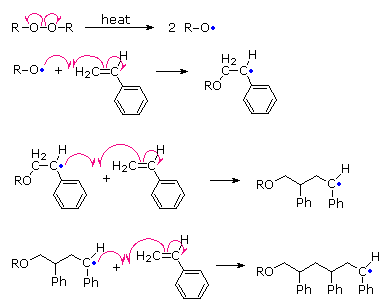 R—O—O—R heat 2 R—O•
R—O• + H₂C C H RO H₂ C C H •
H₂ C C H • RO + H₂C C H RO Ph C H • Ph
RO Ph C H • Ph + H₂C C H RO Ph Ph C H • Ph